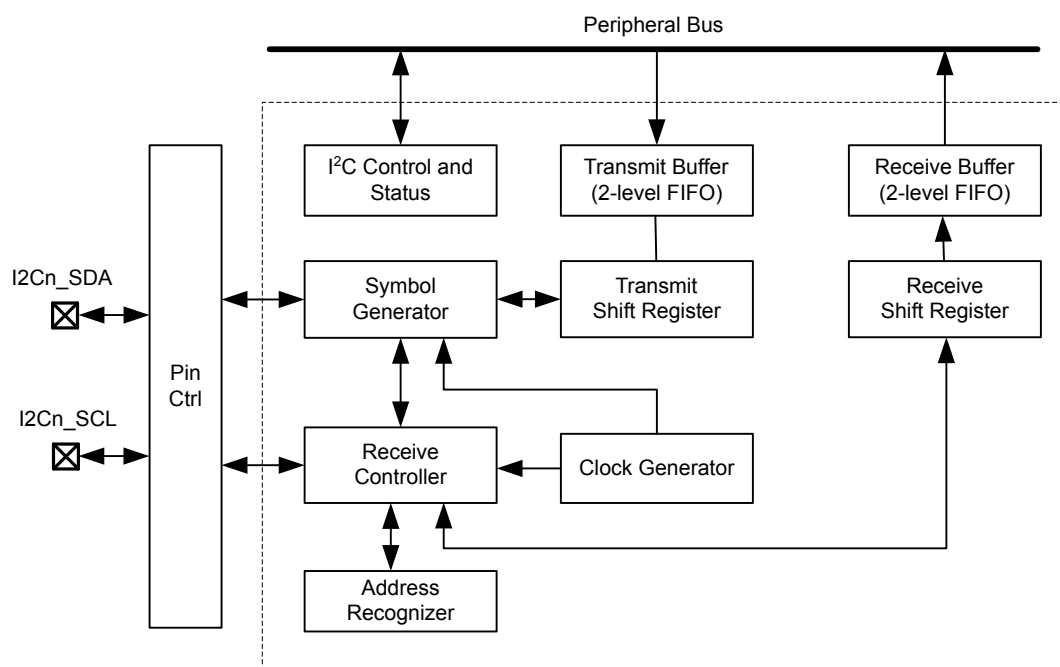 Peripheral Bus
I²C Control and
Status
Transmit Buffer
(2-level FIFO)
Receive Buffer
(2-level FIFO)
I2Cn_SDA
Symbol
Generator
Transmit
Shift Register
Receive
Shift Register
Pin
Ctrl
I2Cn_SCL
Receive
Controller
Clock Generator
Address
Recognizer